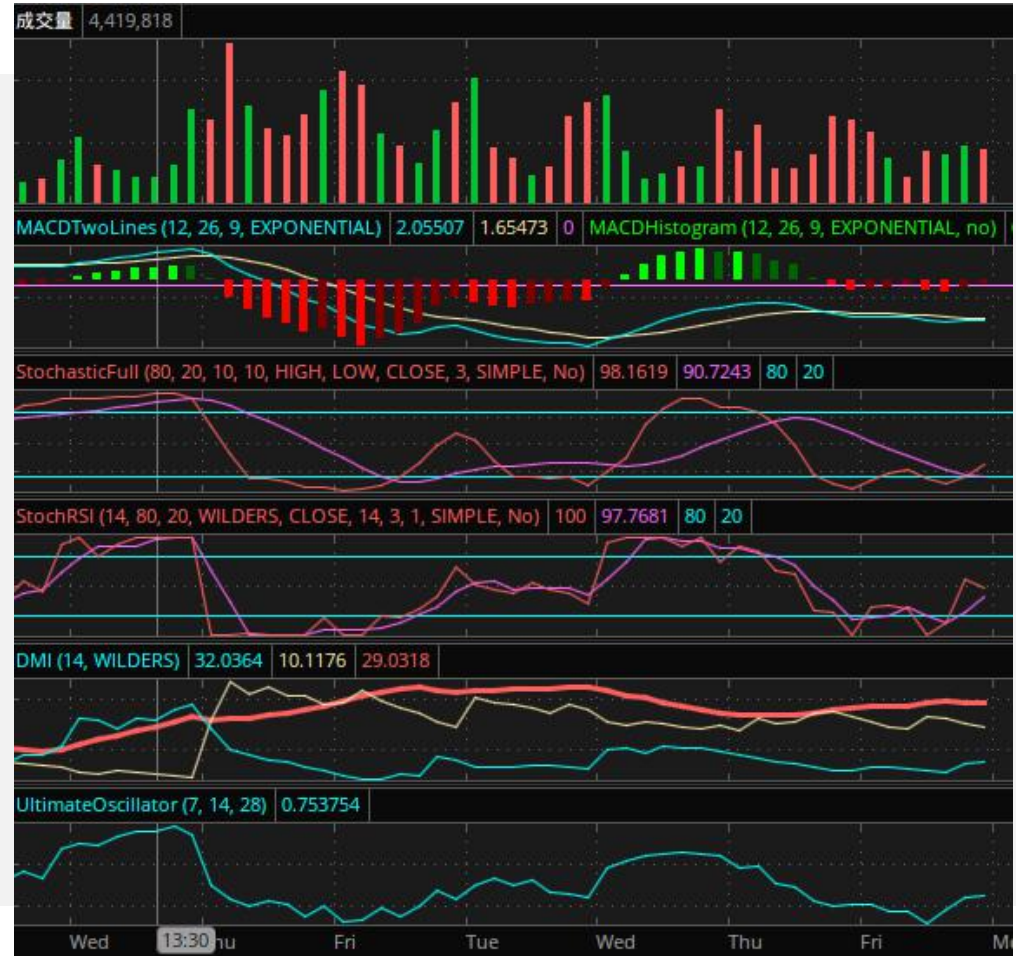 成交量 4,419,818
MACDTwoLines (12, 26, 9, EXPONENTIAL) 2.05507 1.65473 0 MACDHistogram (12, 26, 9, EXPONENTIAL, no)
StochasticFull (80, 20, 10, 10, HIGH, LOW, CLOSE, 3, SIMPLE, No) 98.1619 90.7243 80 20
StochRSI (14, 80, 20, WILDERS, CLOSE, 14, 3, 1, SIMPLE, No) 100 97.7681 80 20
DMI (14, WILDERS) 32.0364 10.1176 29.0318
UltimateOscillator (7, 14, 28) 0.753754
Wed 13:30 hu Fri Tue Wed Thu Fri